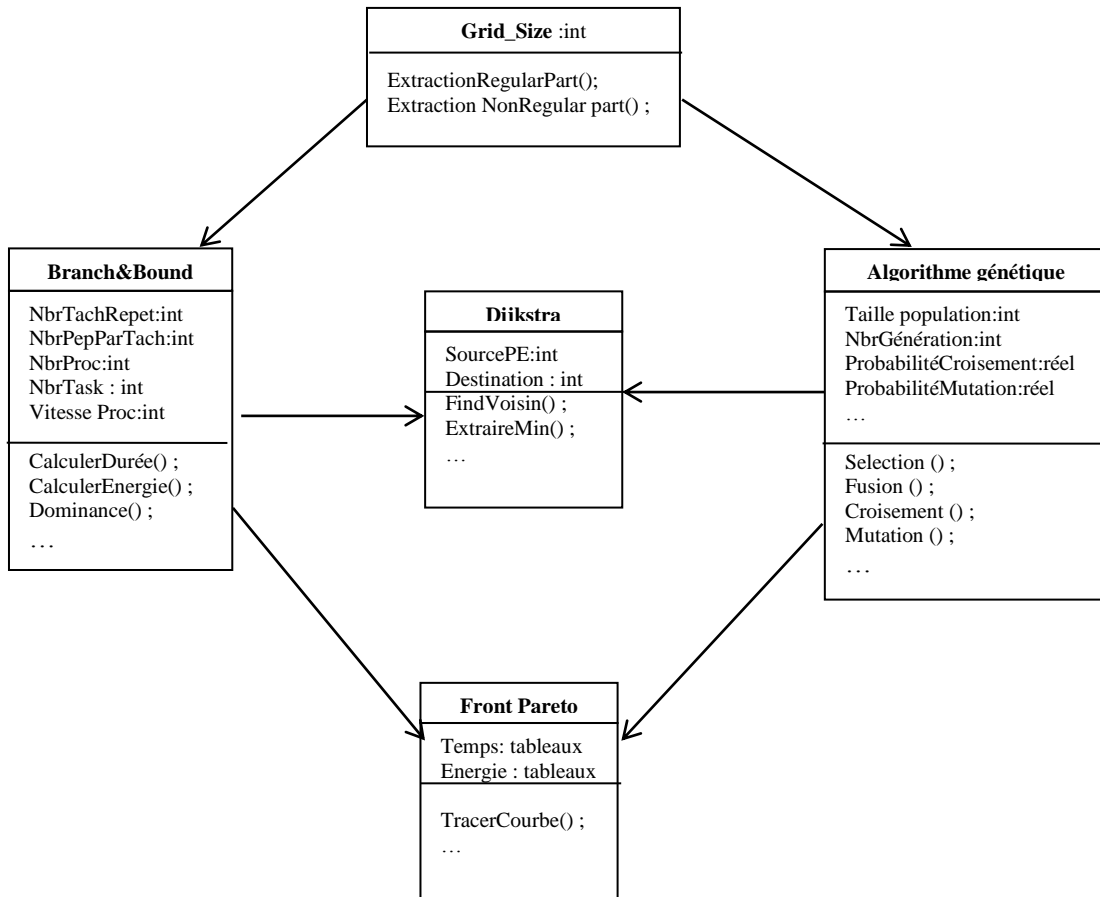 Grid_Size :int
ExtractionRegularPart();
Extraction NonRegular part() ;
Branch&Bound
NbrTachRepet:int
NbrPepParTach:int
NbrProc:int
NbrTask : int
Vitesse Proc:int
CalculerDurée() ;
CalculerEnergie() ;
Dominance() ;
…
Dijkstra
SourcePE:int
Destination : int
FindVoisin() ;
ExtraireMin() ;
…
Algorithme génétique
Taille population:int
NbrGénération:int
ProbabilitéCroisement:réel
ProbabilitéMutation:réel
…
Selection () ;
Fusion () ;
Croisement () ;
Mutation () ;
…
Front Pareto
Temps: tableaux
Energie : tableaux
TracerCourbe() ;
…